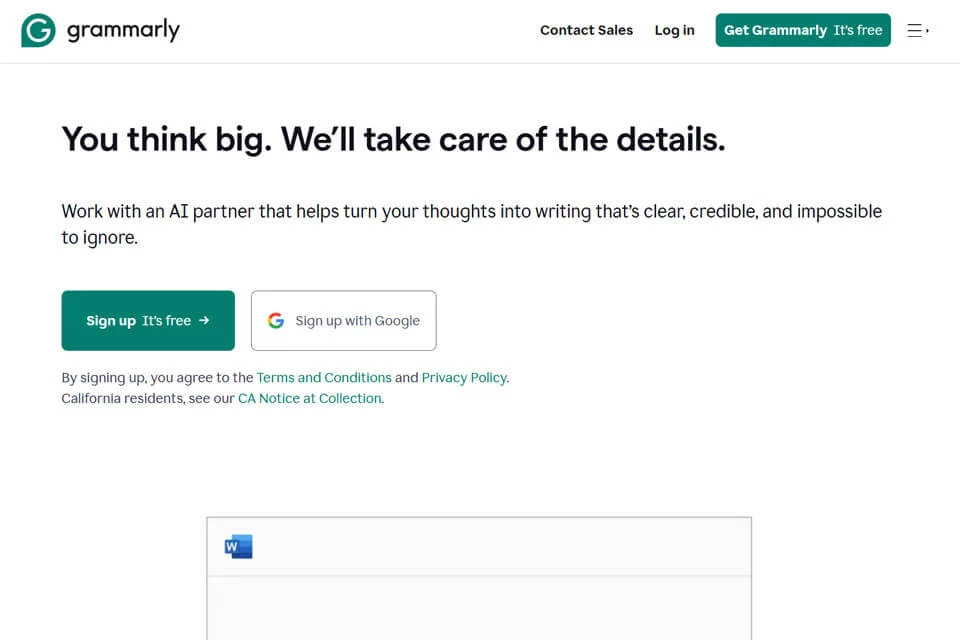 grammarly
Contact Sales
Log in
Get Grammarly It's free
You think big. We'll take care of the details.
Work with an AI partner that helps turn your thoughts into writing that's clear, credible, and impossible
to ignore.
Sign up It's free →
Sign up with Google
By signing up, you agree to the Terms and Conditions and Privacy Policy.
California residents, see our CA Notice at Collection.
W